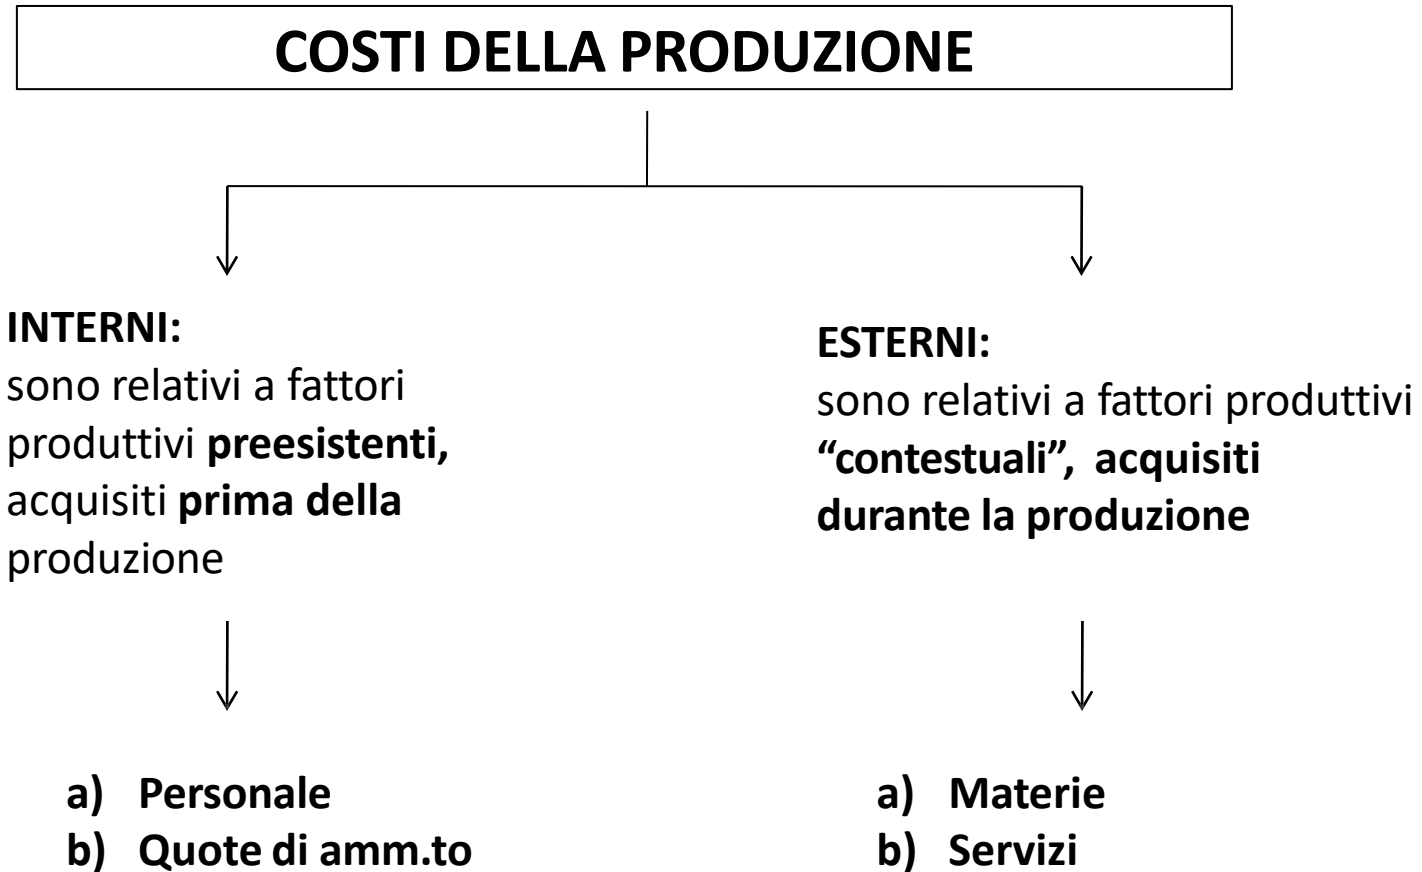 COSTI DELLA PRODUZIONE
INTERNI:
sono relativi a fattori
produttivi preesistenti,
acquisiti prima della
produzione
ESTERNI:
sono relativi a fattori produttivi
“contestuali”, acquisiti
durante la produzione
a) Personale
b) Quote di amm.to
a) Materie
b) Servizi